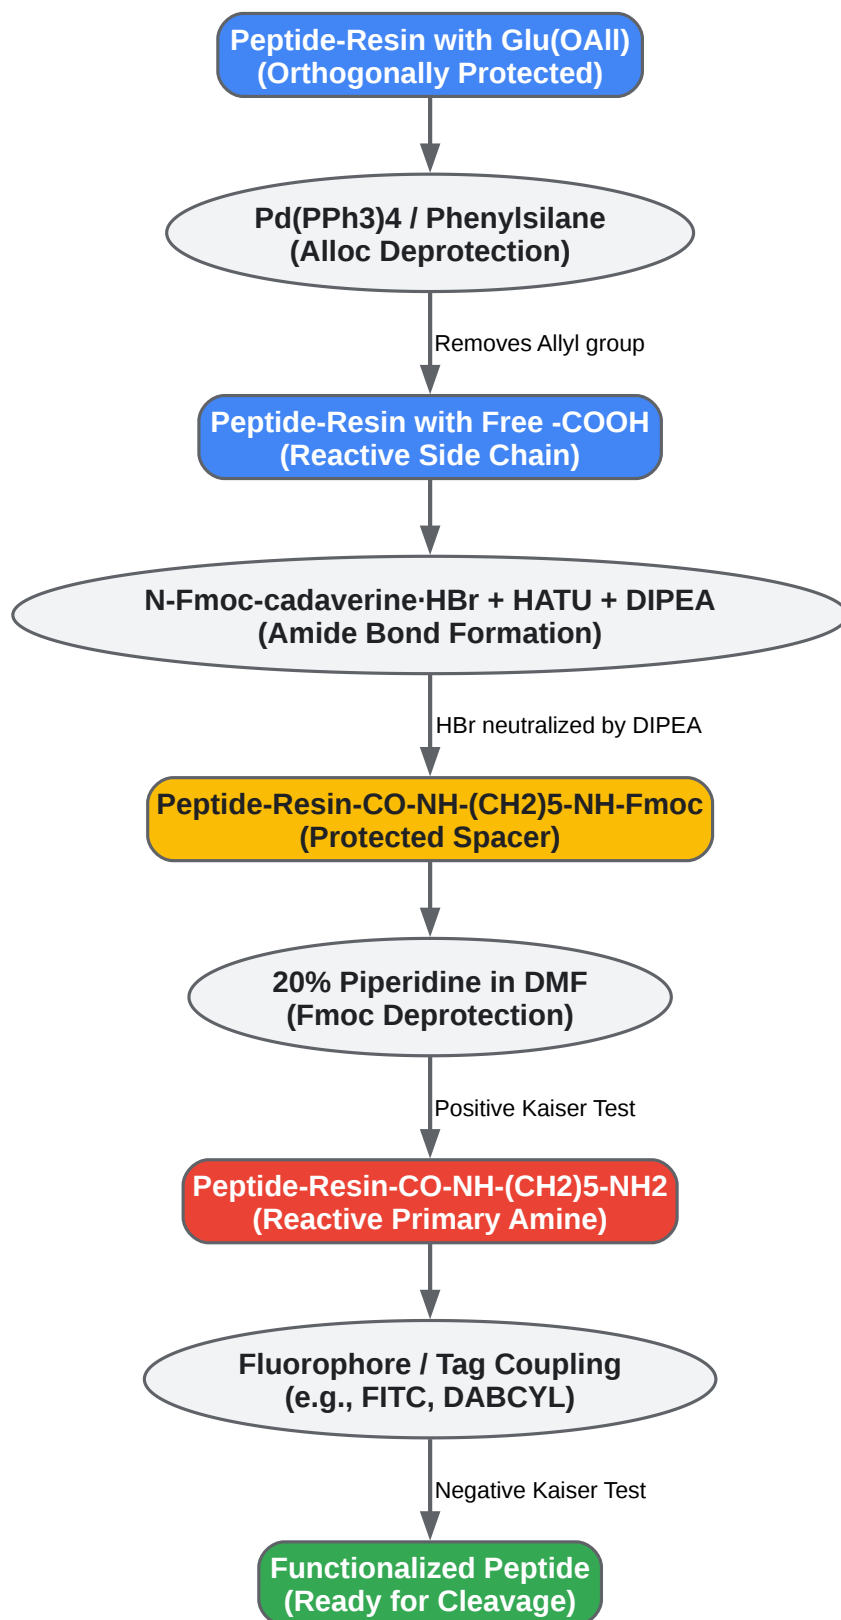 Peptide-Resin with Glu(OAll)
(Orthogonally Protected)
Pd(PPh3)4 / Phenylsilane
(Alloc Deprotection)
Removes Allyl group
Peptide-Resin with Free -COOH
(Reactive Side Chain)
N-Fmoc-cadaverine·HBr + HATU + DIPEA
(Amide Bond Formation)
HBr neutralized by DIPEA
Peptide-Resin-CO-NH-(CH2)5-NH-Fmoc
(Protected Spacer)
20% Piperidine in DMF
(Fmoc Deprotection)
Positive Kaiser Test
Peptide-Resin-CO-NH-(CH2)5-NH2
(Reactive Primary Amine)
Fluorophore / Tag Coupling
(e.g., FITC, DABCYL)
Negative Kaiser Test
Functionalized Peptide
(Ready for Cleavage)